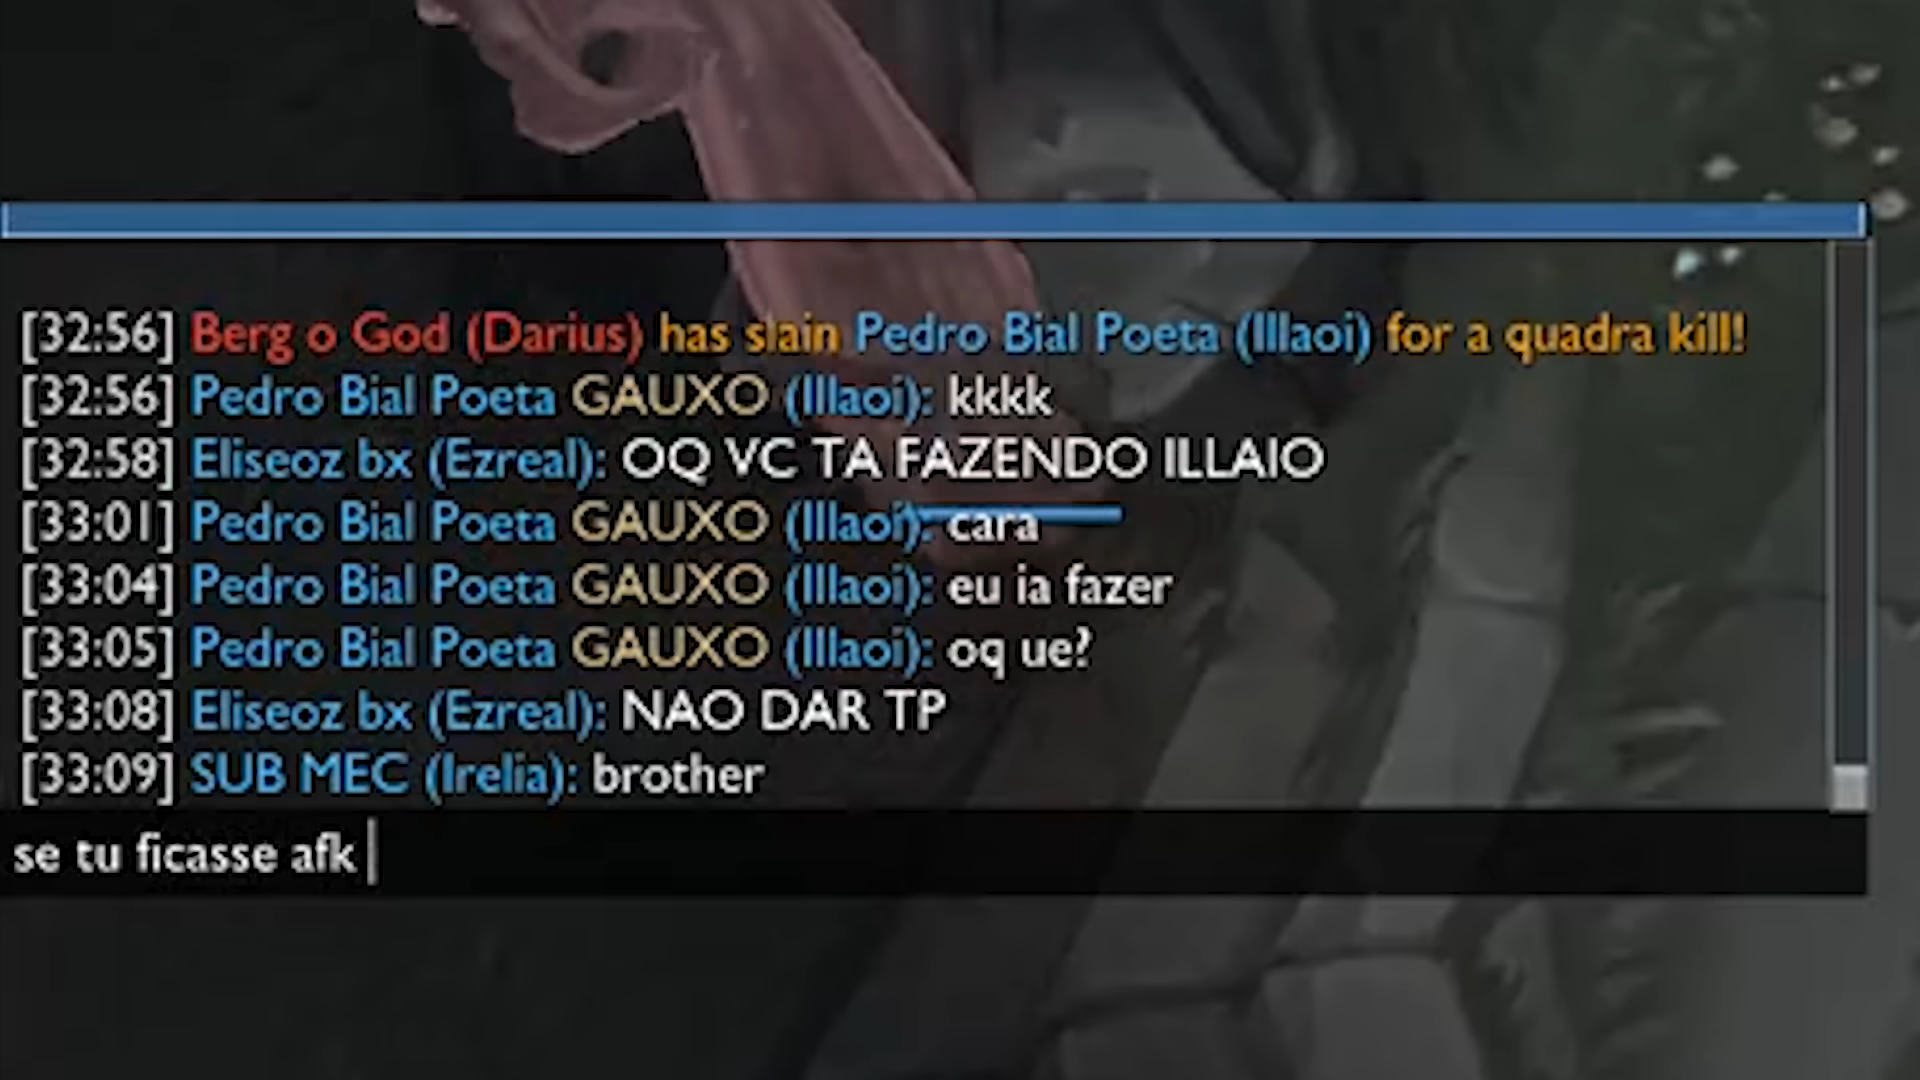 [32:56] Berg o God (Darius) has slain Pedro Bial Poeta (Illaoi) for a quadra kill!
[32:56] Pedro Bial Poeta GAUXO (Illaoi): kkkk
[32:58] Eliseoz bx (Ezreal): OQ VC TA FAZENDO ILLAIO
[33:01] Pedro Bial Poeta GAUXO (Illaoi): cara
[33:04] Pedro Bial Poeta GAUXO (Illaoi): eu ia fazer
[33:05] Pedro Bial Poeta GAUXO (Illaoi): oq ue?
[33:08] Eliseoz bx (Ezreal): NAO DAR TP
[33:09] SUB MEC (Irelia): brother
se tu ficasse afk